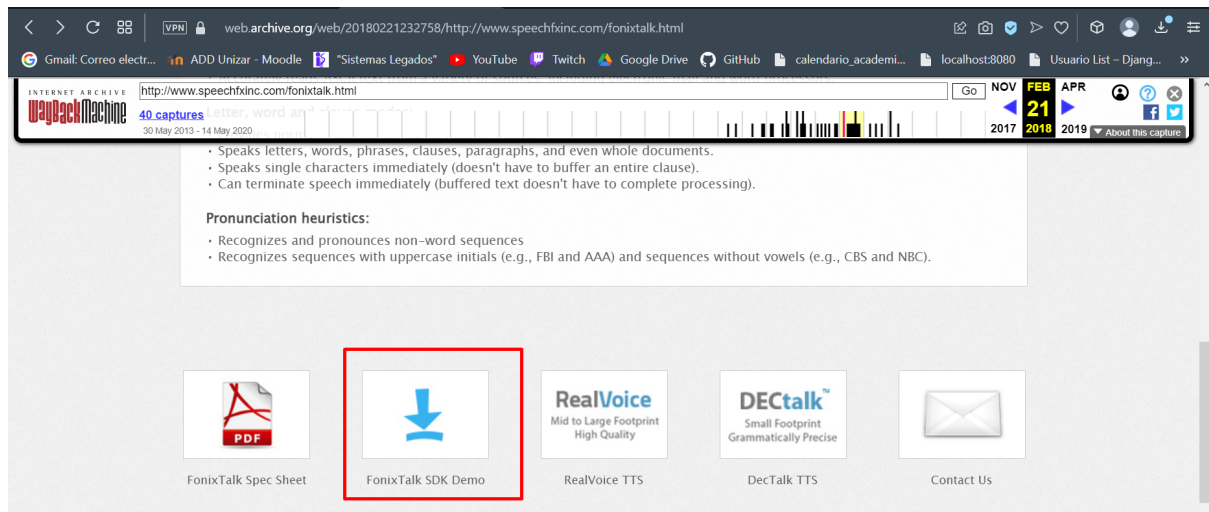 VPN web.archive.org/web/20180221232758/http://www.speechfxinc.com/fonixtalk.html
Gmail: Correo electr... ADD Unizar - Moodle "Sistemas Legados" YouTube Twitch Google Drive GitHub calendario_academi... localhost:8080 Usuario List – Djang... »
INTERNET ARCHIVE http://www.speechfxinc.com/fonixtalk.html Go NOV FEB APR
WayBackMachine 40 captures Letter, word and 21
30 May 2013 - 14 May 2020 2017 2018 2019 About this capture
• Speaks letters, words, phrases, clauses, paragraphs, and even whole documents.
• Speaks single characters immediately (doesn't have to buffer an entire clause).
• Can terminate speech immediately (buffered text doesn't have to complete processing).
Pronunciation heuristics:
• Recognizes and pronounces non-word sequences
• Recognizes sequences with uppercase initials (e.g., FBI and AAA) and sequences without vowels (e.g., CBS and NBC).
PDF
RealVoice
Mid to Large Footprint
High Quality
DECtalk™
Small Footprint
Grammatically Precise
FonixTalk Spec Sheet FonixTalk SDK Demo RealVoice TTS DecTalk TTS Contact Us